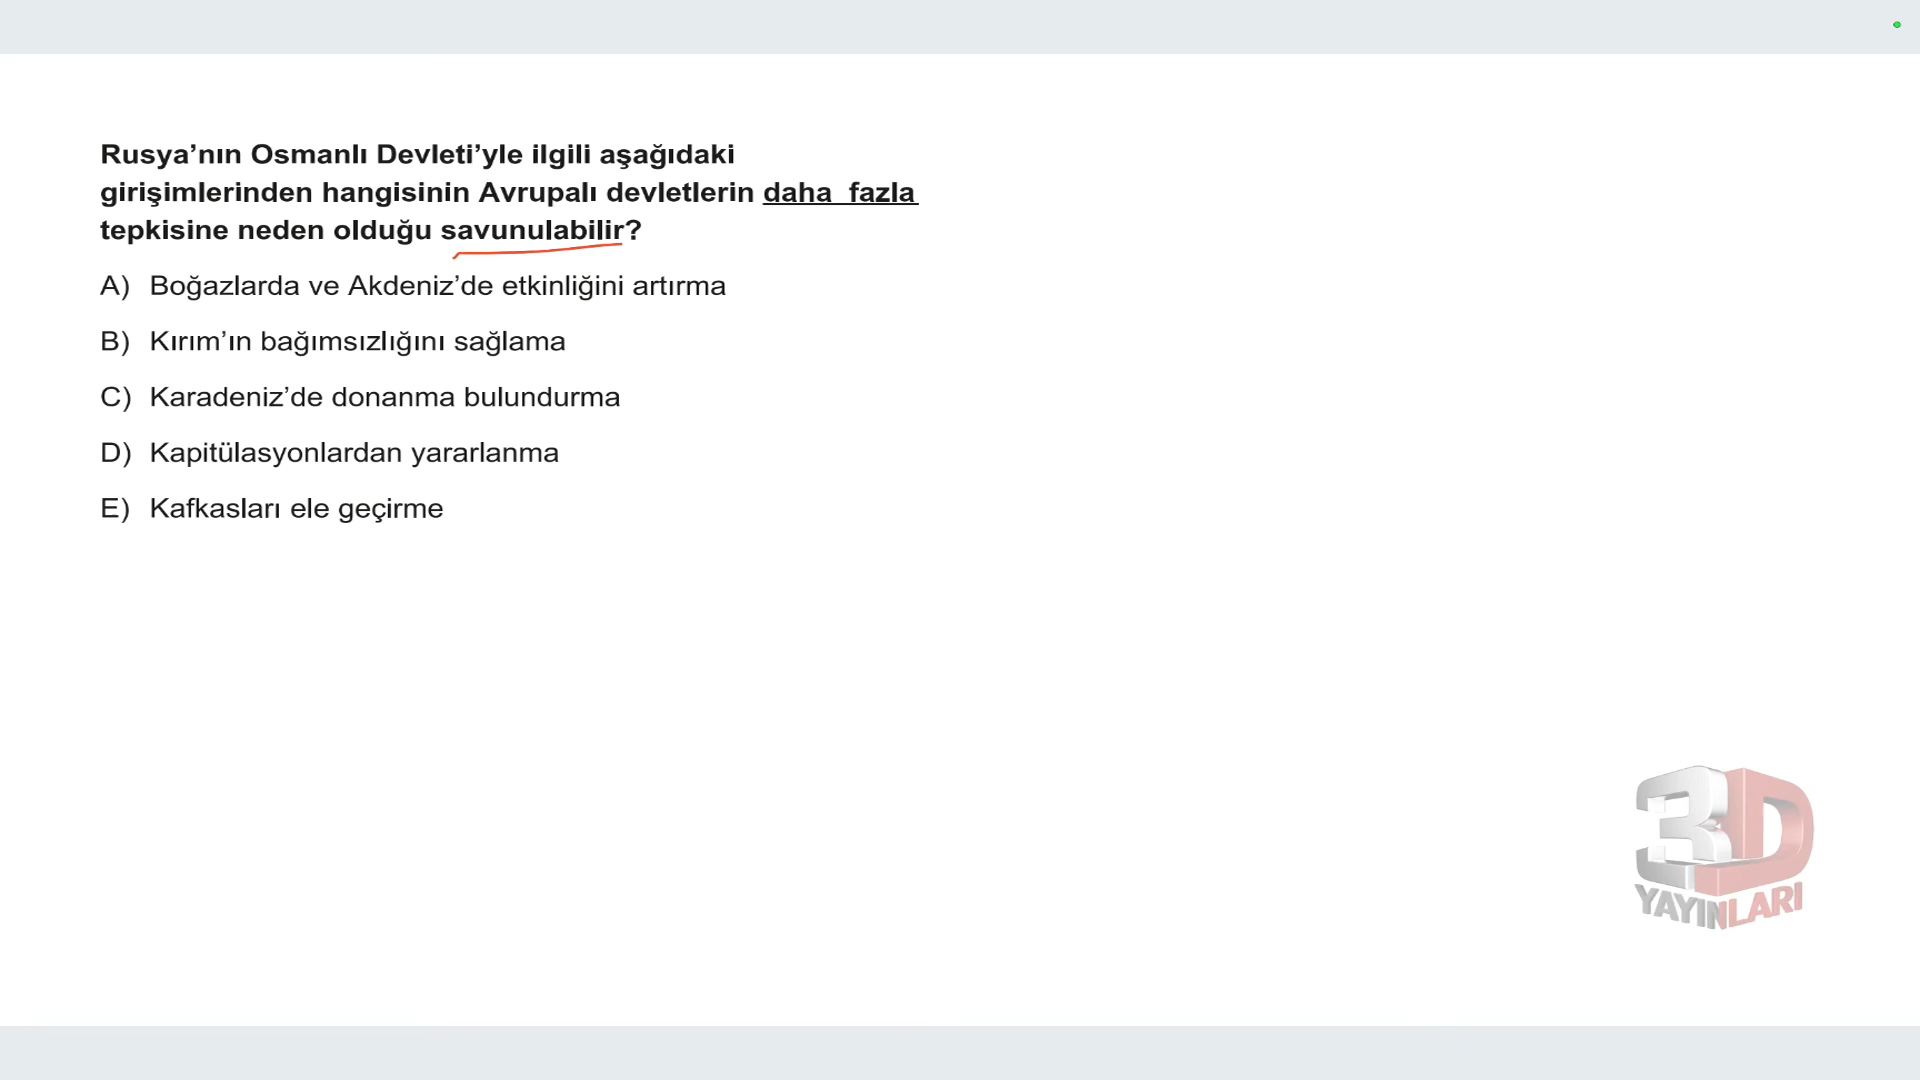 Rusya’nın Osmanlı Devleti’yle ilgili aşağıdaki
girişimlerinden hangisinin Avrupalı devletlerin daha fazla
tepkisine neden olduğu savunulabilir?
A) Boğazlarda ve Akdeniz’de etkinliğini artırma
B) Kırım’ın bağımsızlığını sağlama
C) Karadeniz’de donanma bulundurma
D) Kapitülasyonlardan yararlanma
E) Kafkasları ele geçirme
3D
YAYINLARI